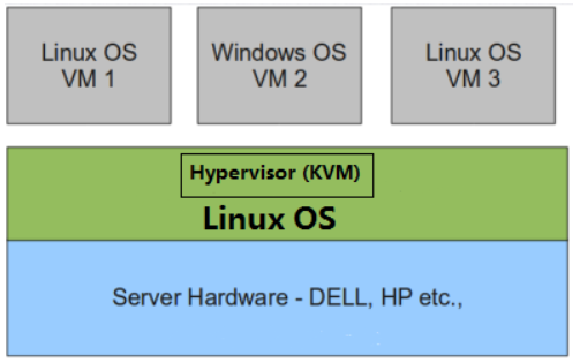 Linux OS
VM 1
Windows OS
VM 2
Linux OS
VM 3
Hypervisor (KVM)
Linux OS
Server Hardware - DELL, HP etc.,